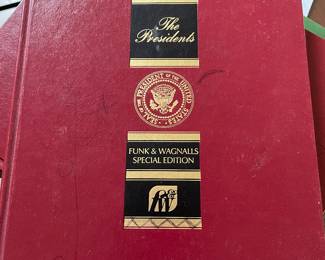 The
Presidents
SEAL OF THE PRESIDENT OF THE UNITED STATES
FUNK & WAGNALLS
SPECIAL EDITION